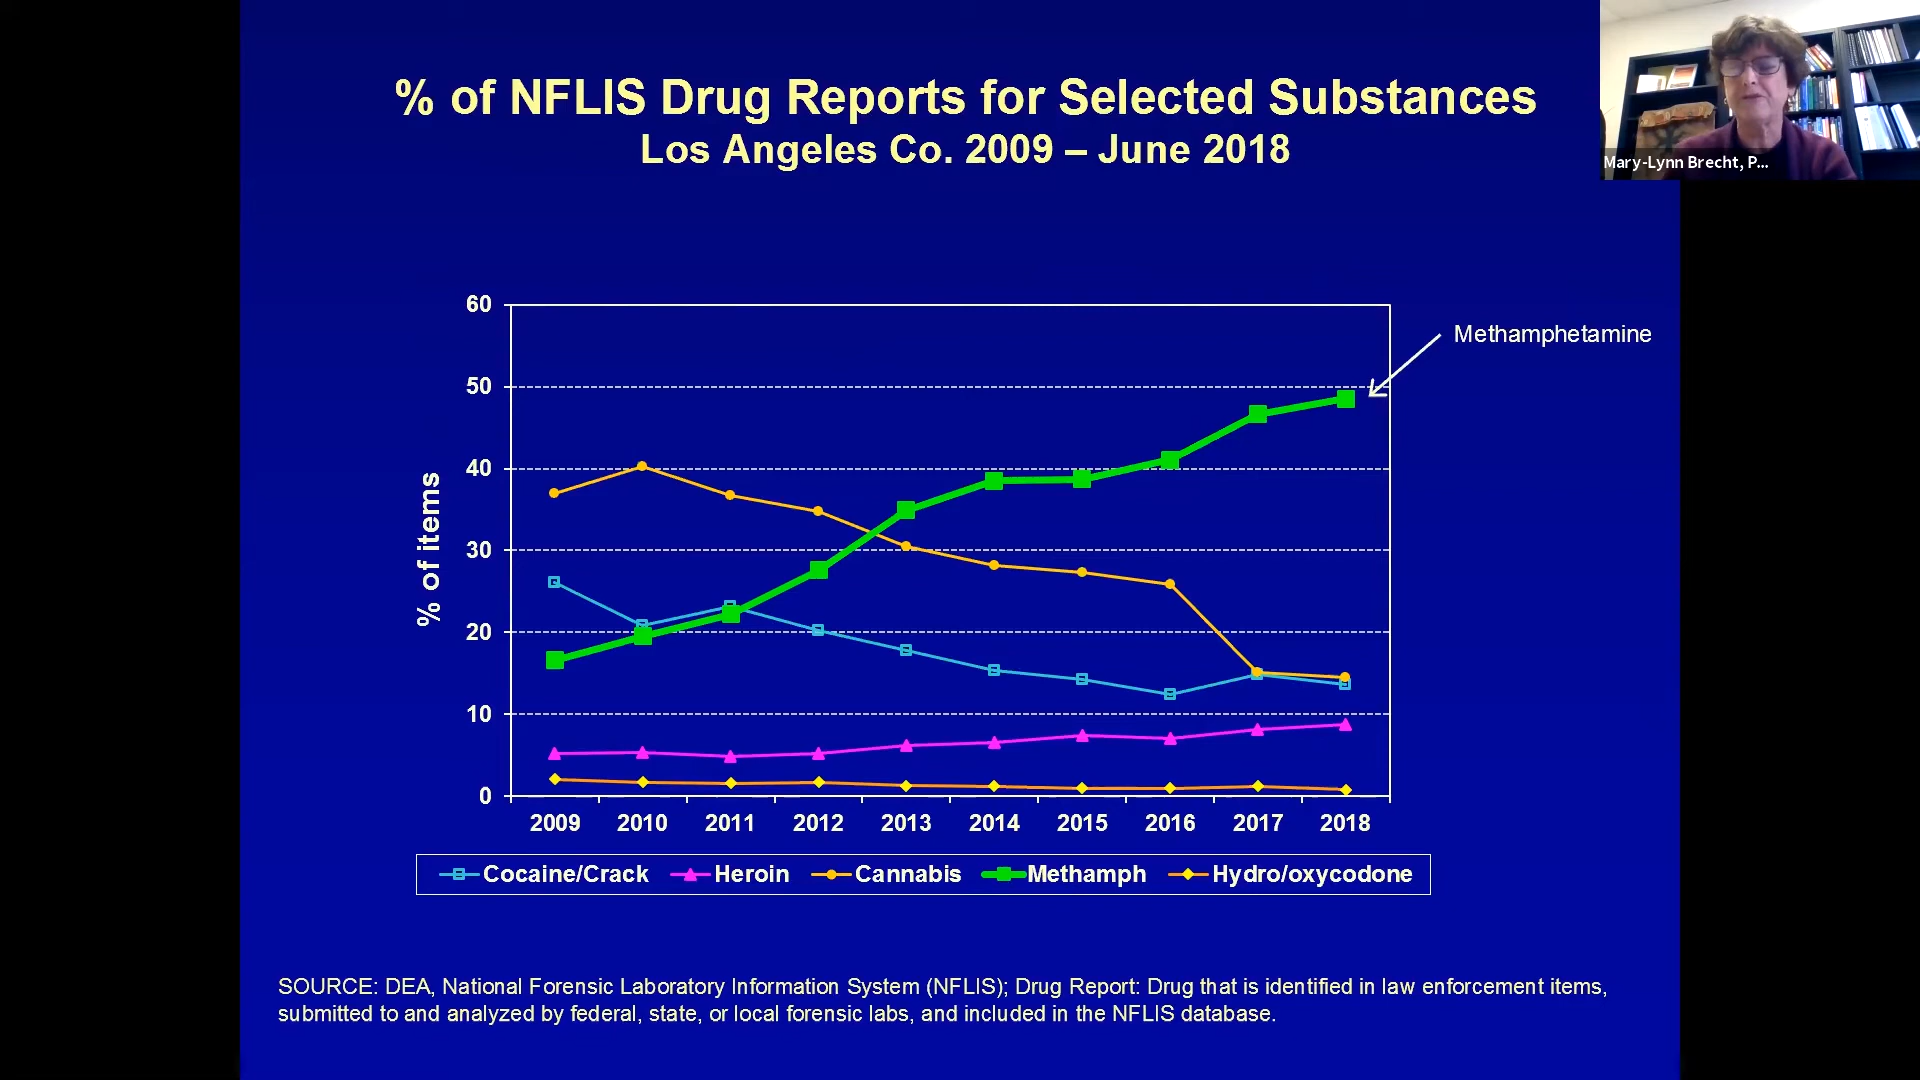 % of NFLIS Drug Reports for Selected Substances
Los Angeles Co. 2009 – June 2018
Mary-Lynn Brecht, P...
Methamphetamine
% of items
60
50
40
30
20
10
0
2009 2010 2011 2012 2013 2014 2015 2016 2017 2018
Cocaine/Crack Heroin Cannabis Methamph Hydro/oxycodone
SOURCE: DEA, National Forensic Laboratory Information System (NFLIS); Drug Report: Drug that is identified in law enforcement items,
submitted to and analyzed by federal, state, or local forensic labs, and included in the NFLIS database.